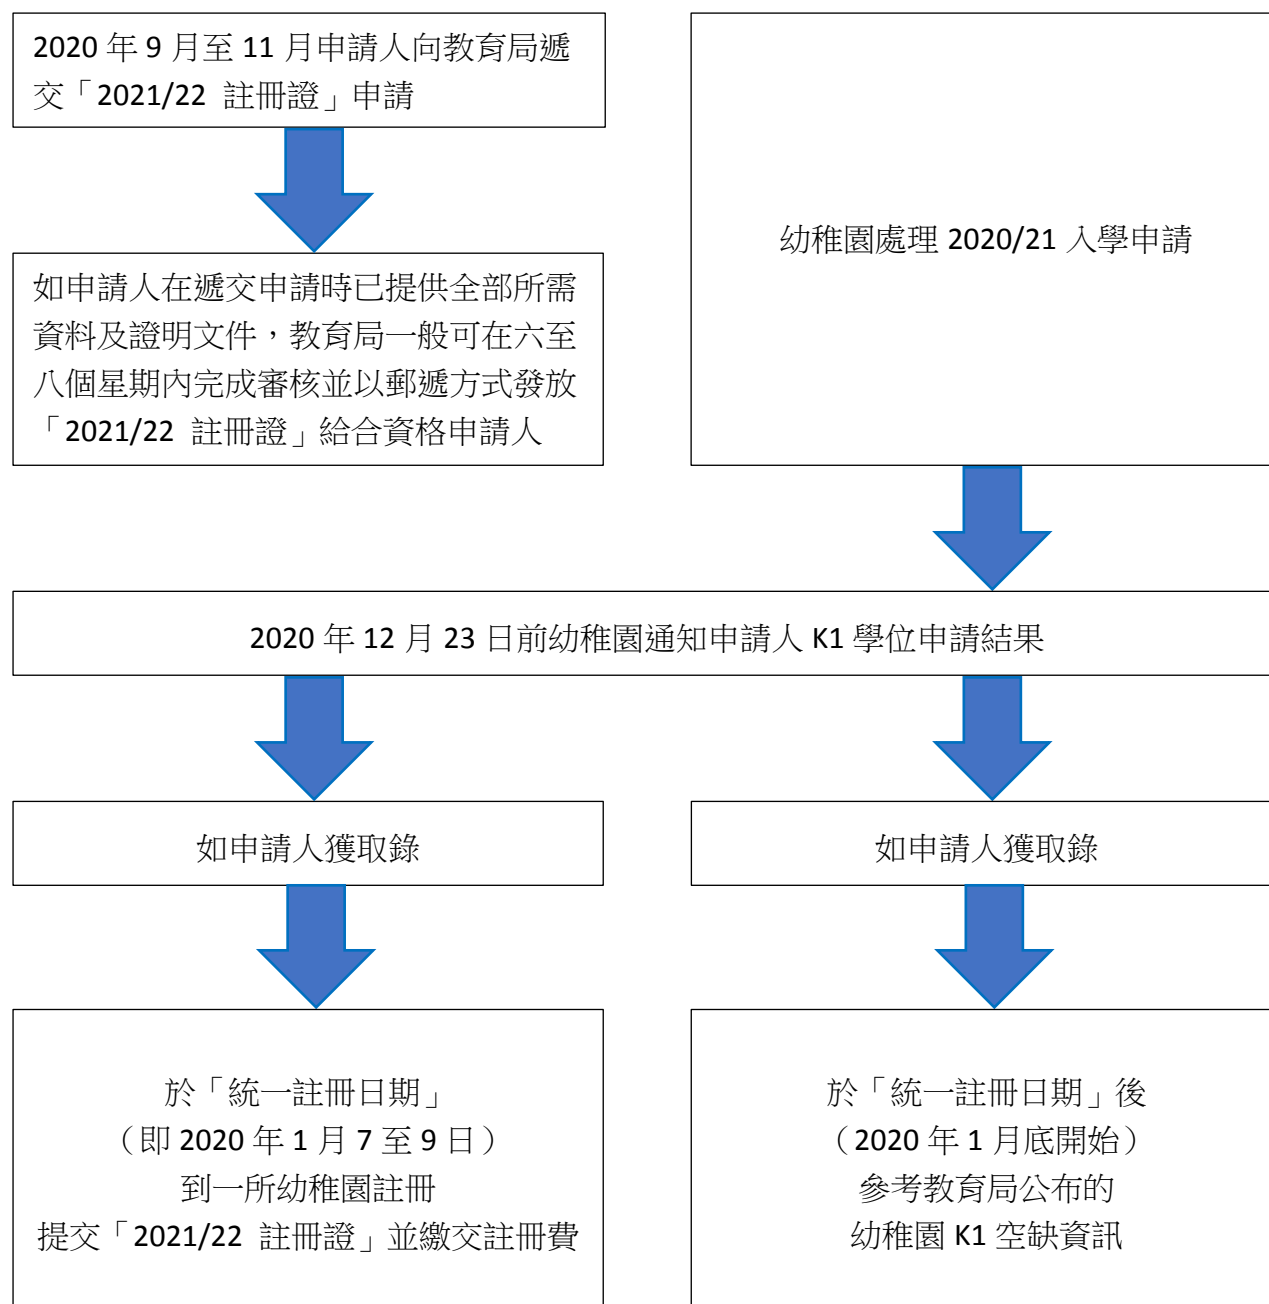 2020 年 9 月至 11 月申請人向教育局遞
交「2021/22 註冊證」申請
幼稚園處理 2020/21 入學申請
如申請人在遞交申請時已提供全部所需
資料及證明文件，教育局一般可在六至
八個星期內完成審核並以郵遞方式發放
「2021/22 註冊證」給合資格申請人
2020 年 12 月 23 日前幼稚園通知申請人 K1 學位申請結果
如申請人獲取錄
如申請人獲取錄
於「統一註冊日期」
（即 2020 年 1 月 7 至 9 日）
到一所幼稚園註冊
提交「2021/22 註冊證」並繳交註冊費
於「統一註冊日期」後
（2020 年 1 月底開始）
參考教育局公布的
幼稚園 K1 空缺資訊